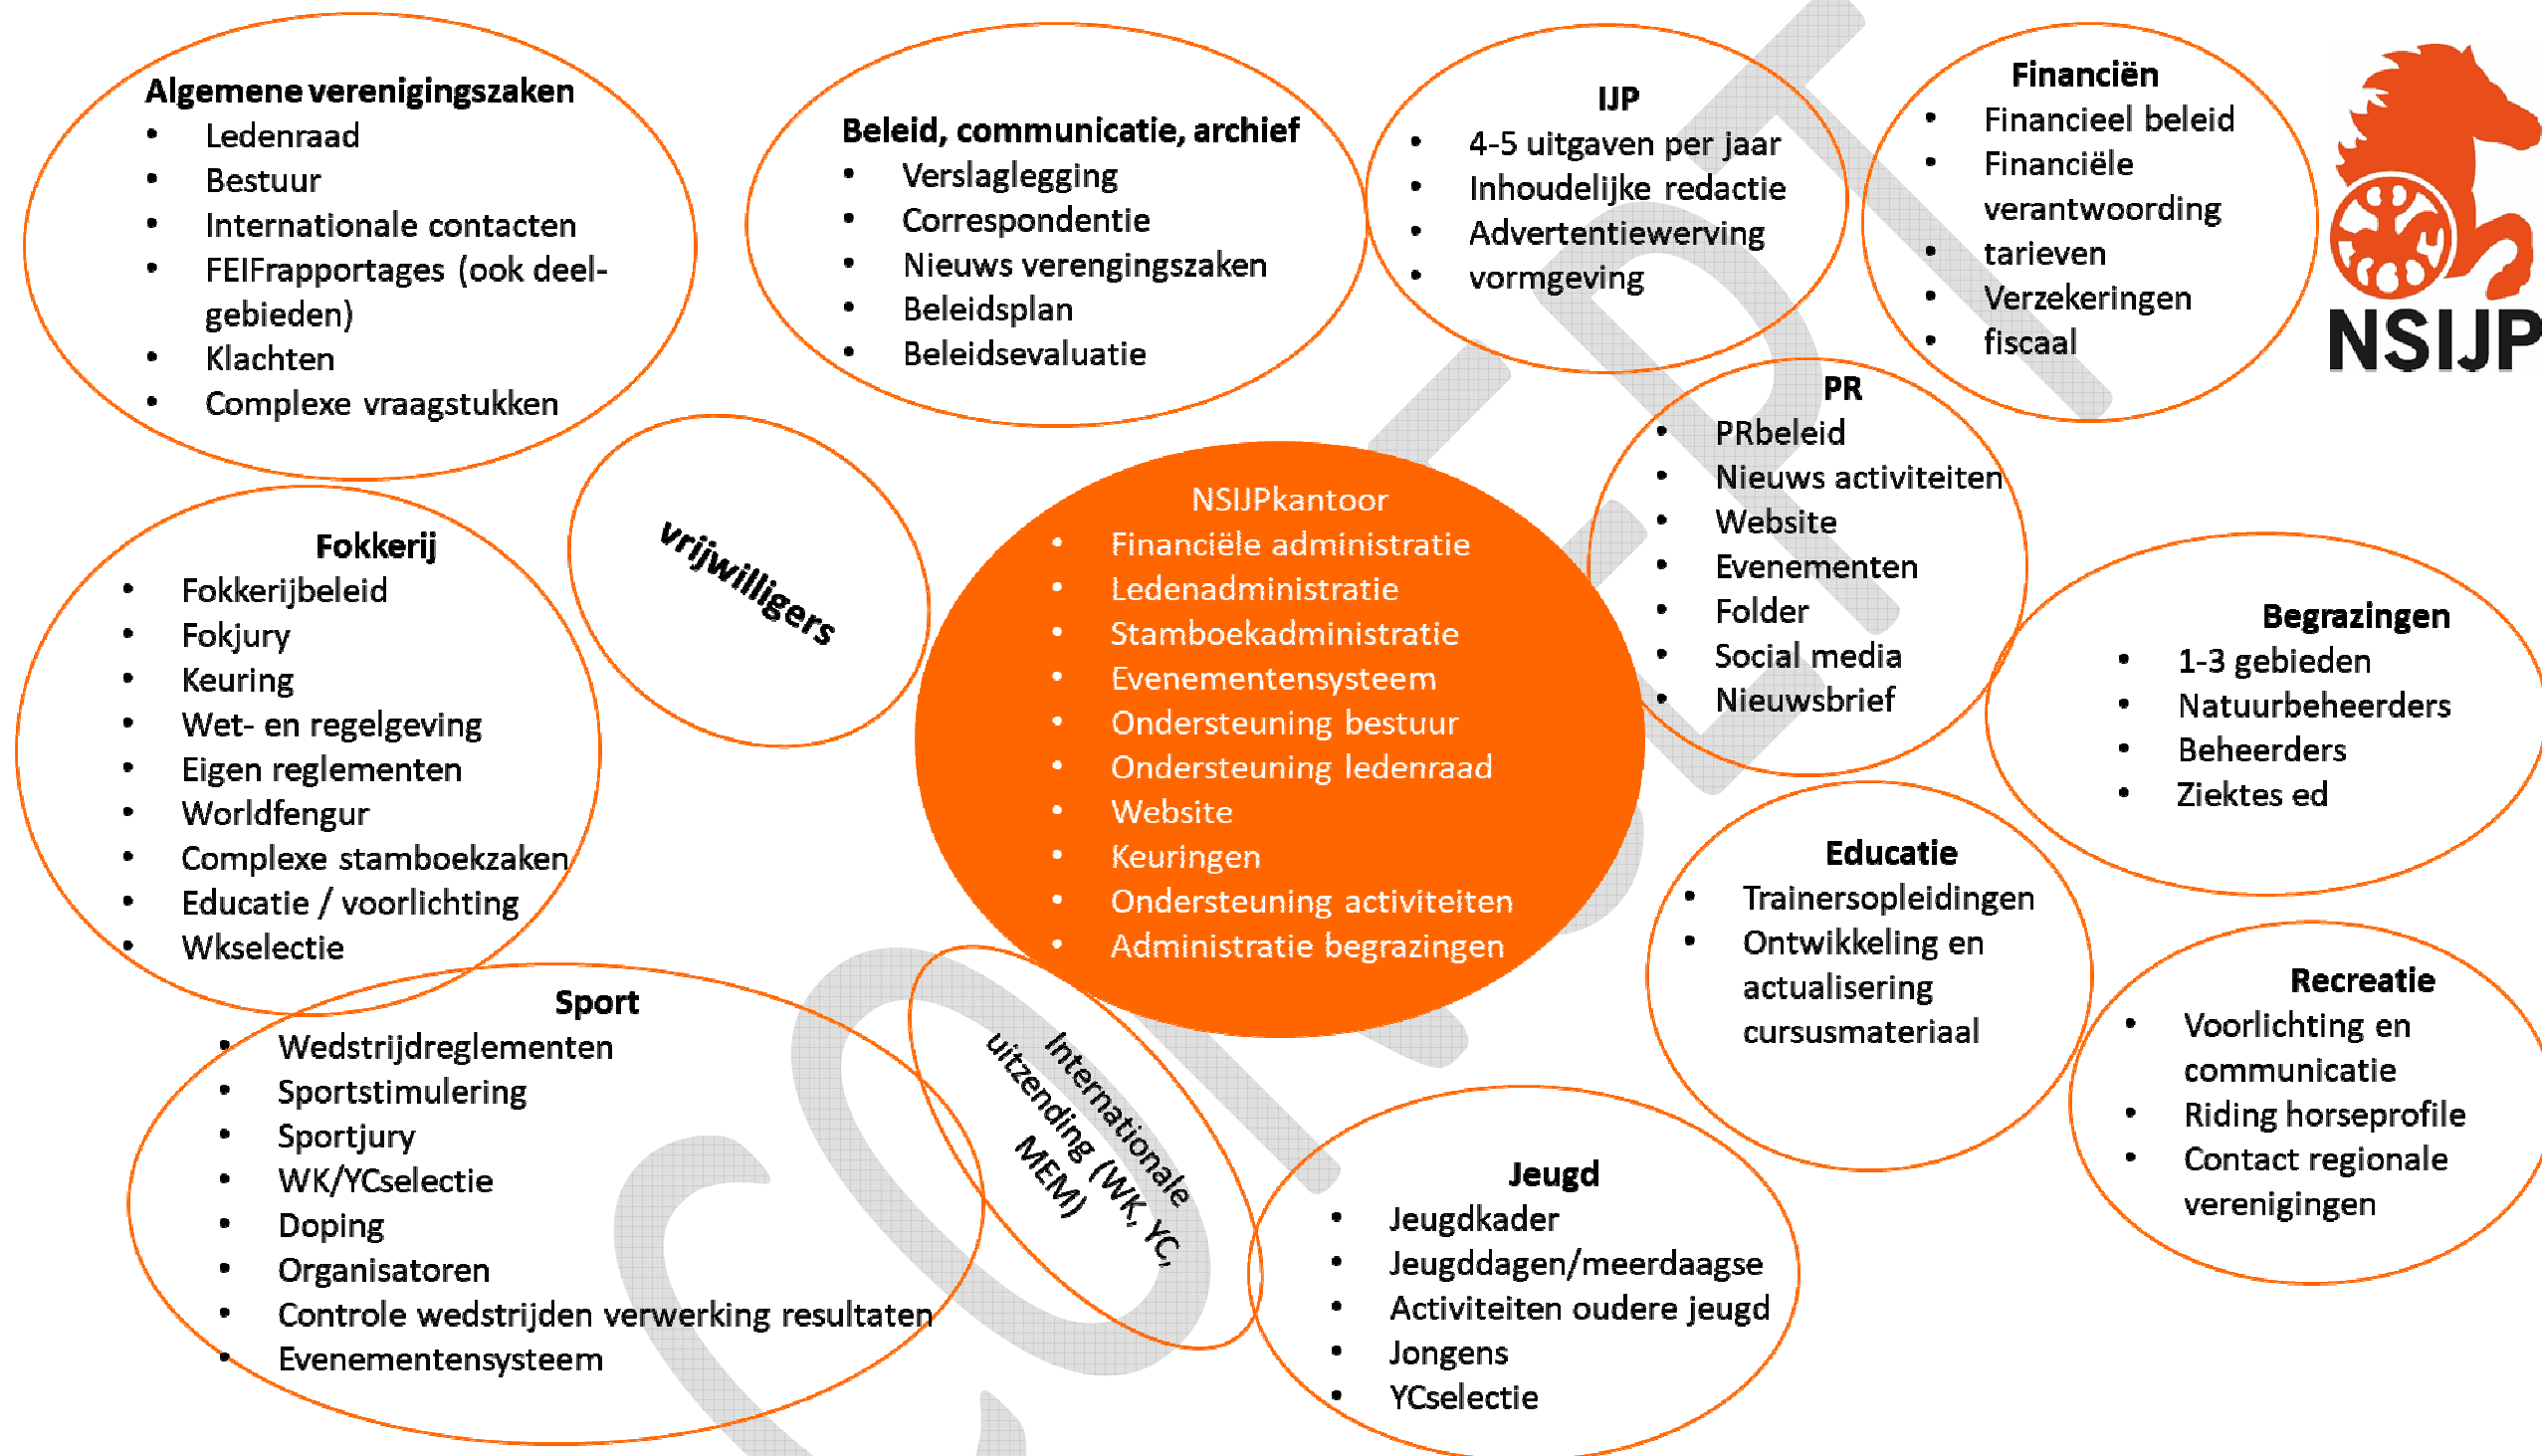 Algemene verenigingszaken
• Ledenraad
• Bestuur
• Internationale contacten
• FEIFrapportages (ook deel-
gebieden)
• Klachten
• Complexe vraagstukken
Beleid, communicatie, archief
• Verslaglegging
• Correspondentie
• Nieuws verengingszaken
• Beleidsplan
• Beleidsevaluatie
IJP
• 4-5 uitgaven per jaar
• Inhoudelijke redactie
• Advertentiewerving
• vormgeving
Financiën
• Financieel beleid
• Financiële
verantwoording
• tarieven
• Verzekeringen
• fiscaal
NSIJP
vrijwilligers
NSIJPkantoor
• Financiële administratie
• Ledenadministratie
• Stamboekadministratie
• Evenementensysteem
• Ondersteuning bestuur
• Ondersteuning ledenraad
• Website
• Keuringen
• Ondersteuning activiteiten
• Administratie begrazingen
PR
• PRbeleid
• Nieuws activiteiten
• Website
• Evenementen
• Folder
• Social media
• Nieuwsbrief
Fokkerij
• Fokkerijbeleid
• Fokjury
• Keuring
• Wet- en regelgeving
• Eigen reglementen
• Worldfengur
• Complexe stamboekzaken
• Educatie / voorlichting
• Wkselectie
Begrazingen
• 1-3 gebieden
• Natuurbeheerders
• Beheerders
• Ziektes ed
Educatie
• Trainersopleidingen
• Ontwikkeling en
actualisering
cursusmateriaal
Recreatie
• Voorlichting en
communicatie
• Riding horseprofile
• Contact regionale
verenigingen
Sport
• Wedstrijdreglementen
• Sportstimulering
• Sportjury
• WK/YCselectie
• Doping
• Organisatoren
• Controle wedstrijden verwerking resultaten
• Evenementensysteem
Internationale
uitzending (WK, YC,
MEM)
Jeugd
• Jeugdkader
• Jeugddagen/meerdaagse
• Activiteiten oudere jeugd
• Jongens
• YCselectie
CONCEPT